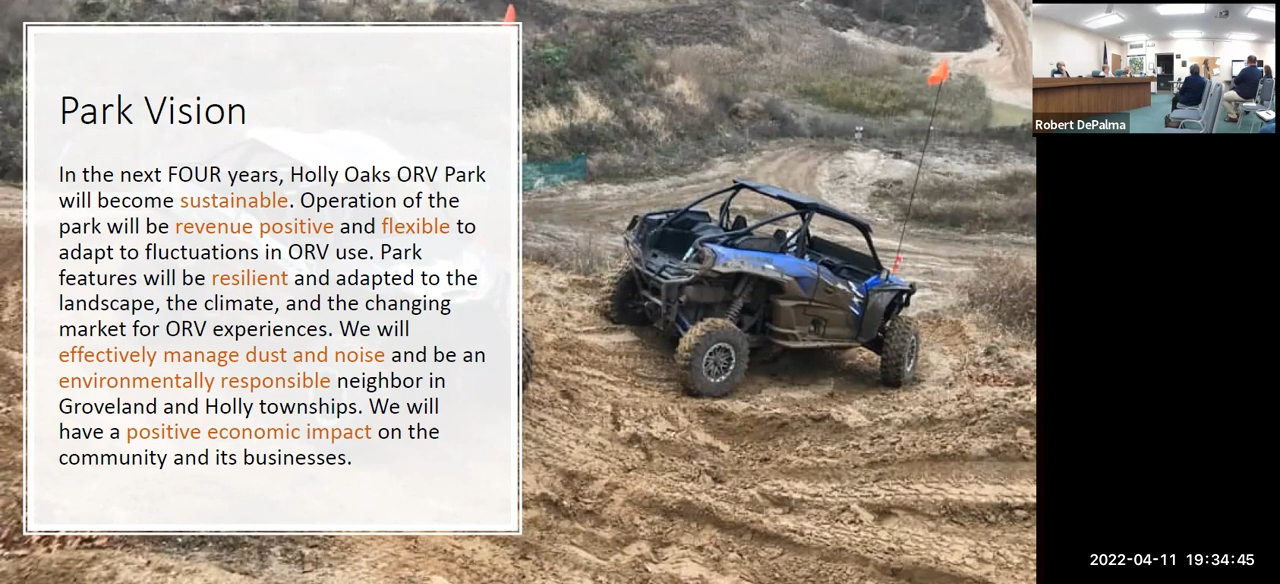 Park Vision
In the next FOUR years, Holly Oaks ORV Park
will become sustainable. Operation of the
park will be revenue positive and flexible to
adapt to fluctuations in ORV use. Park
features will be resilient and adapted to the
landscape, the climate, and the changing
market for ORV experiences. We will
effectively manage dust and noise and be an
environmentally responsible neighbor in
Groveland and Holly townships. We will
have a positive economic impact on the
community and its businesses.
Robert DePalma
2022-04-11 19:34:45